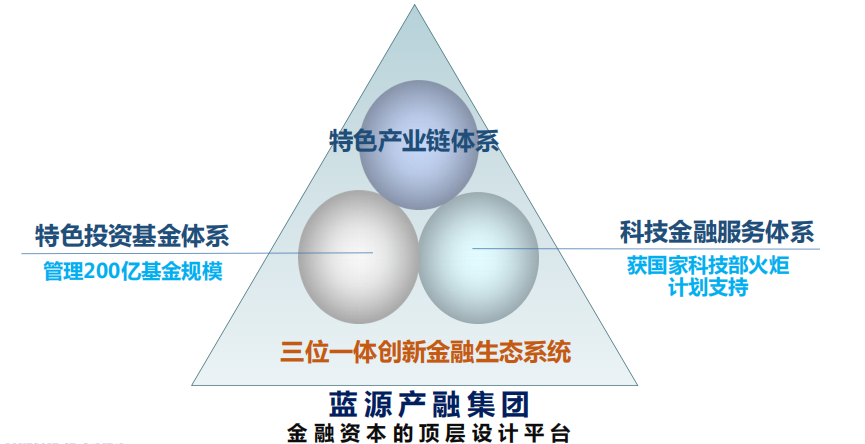 特色产业链体系
特色投资基金体系
管理200亿基金规模
科技金融服务体系
获国家科技部火炬
计划支持
三位一体创新金融生态系统
蓝源产融集团
金融资本的顶层设计平台